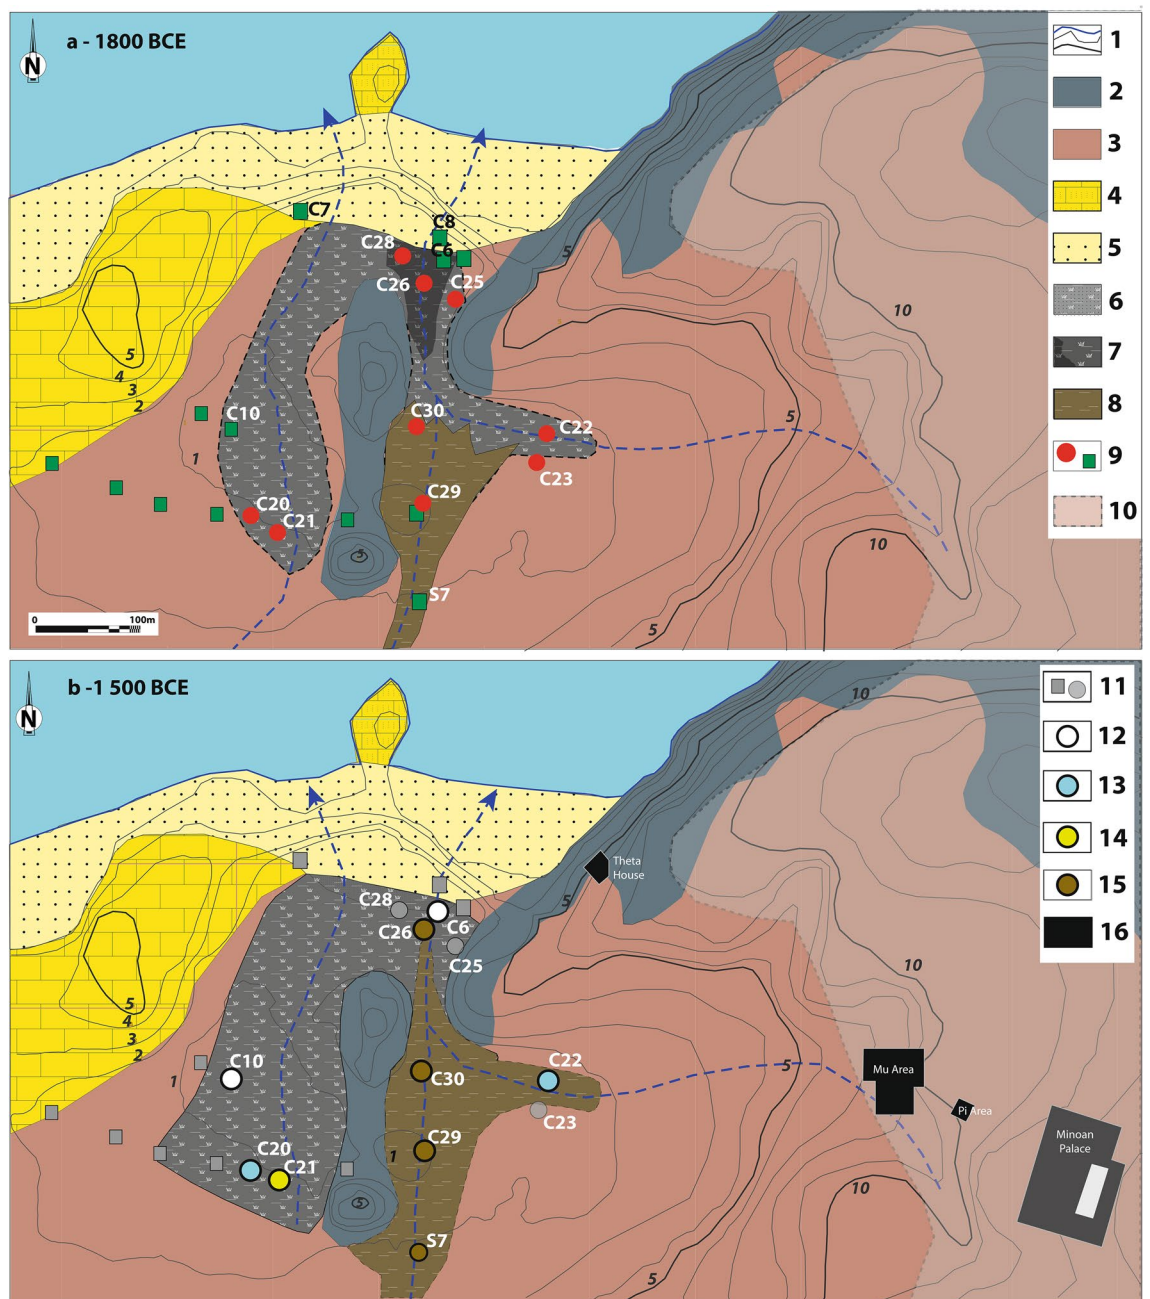 a - 1800 BCE
N
1
2
3
4
5
6
7
8
9
10
C7
C8
C6
C28
C26
C25
5
10
5
4
3
2
C10
1
C30
C22
5
C23
C29
C20
C21
5
10
S7
5
0 100m
b -1 500 BCE
N
10
11
12
13
14
15
16
Theta
House
C28
C6
C26
C25
5
10
5
4
3
2
1
C10
C30
C22
5
Mu Area
C23
Pi Area
C29
1
Minoan
Palace
C20
C21
5
10
S7
5